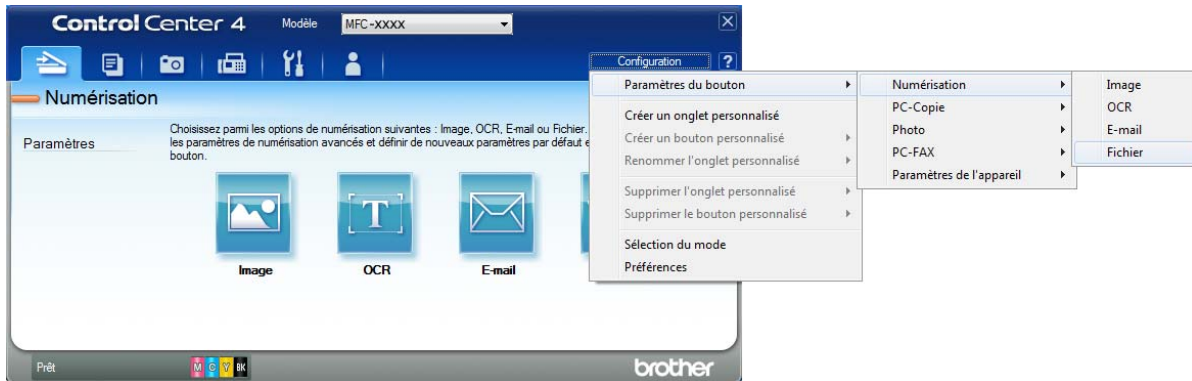 Control Center 4
Modèle
MFC-XXXX
Configuration
?
Numérisation
Paramètres
Choisissez parmi les options de numérisation suivantes : Image, OCR, E-mail ou Fichier.
les paramètres de numérisation avancés et définir de nouveaux paramètres par défaut
bouton.
Image
OCR
E-mail
Paramètres du bouton
Créer un onglet personnalisé
Créer un bouton personnalisé
Renommer l'onglet personnalisé
Supprimer l'onglet personnalisé
Supprimer le bouton personnalisé
Sélection du mode
Préférences
Numérisation
PC-Copie
Photo
PC-FAX
Paramètres de l'appareil
Image
OCR
E-mail
Fichier
Prêt
M C Y BK
brother